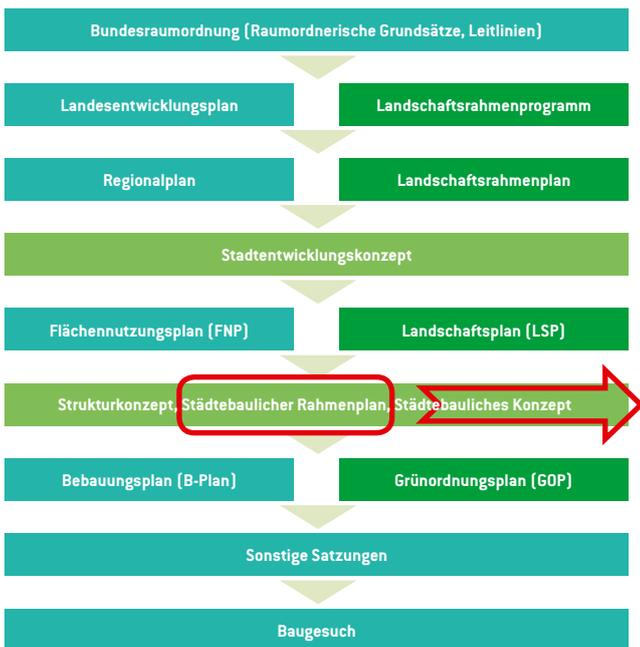 Bundesraumordnung (Raumordnerische Grundsätze, Leitlinien)
Landesentwicklungsplan
Landschaftsrahmenprogramm
Regionalplan
Landschaftsrahmenplan
Stadtentwicklungskonzept
Flächennutzungsplan (FNP)
Landschaftsplan (LSP)
Strukturkonzept, Städtebaulicher Rahmenplan, Städtebauliches Konzept
Bebauungsplan (B-Plan)
Grünordnungsplan (GOP)
Sonstige Satzungen
Baugesuch